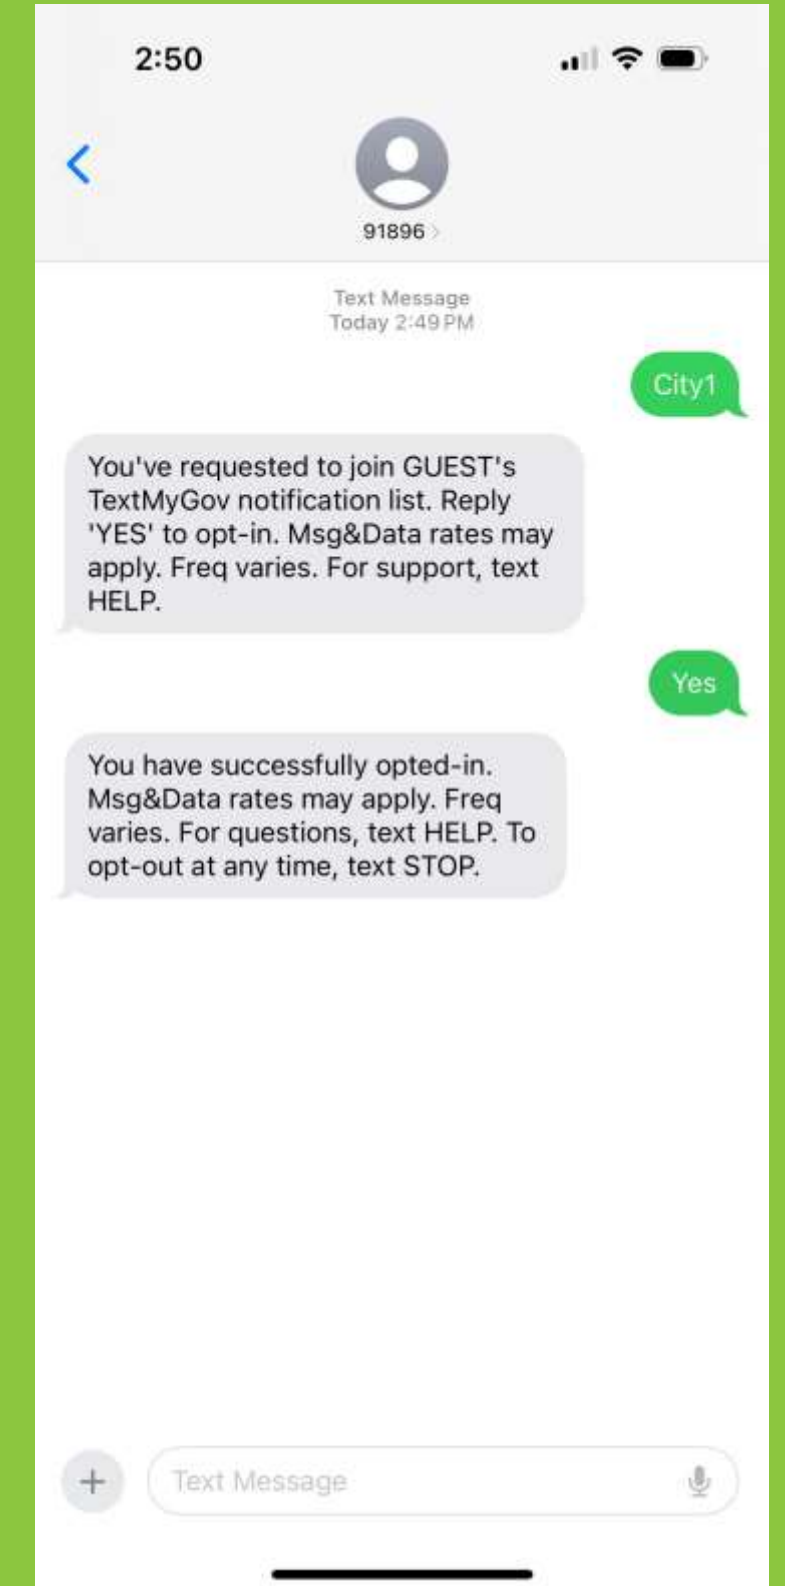 2:50
91896
Text Message
Today 2:49 PM
City1
You've requested to join GUEST's
TextMyGov notification list. Reply
'YES' to opt-in. Msg&Data rates may
apply. Freq varies. For support, text
HELP.
Yes
You have successfully opted-in.
Msg&Data rates may apply. Freq
varies. For questions, text HELP. To
opt-out at any time, text STOP.
Text Message